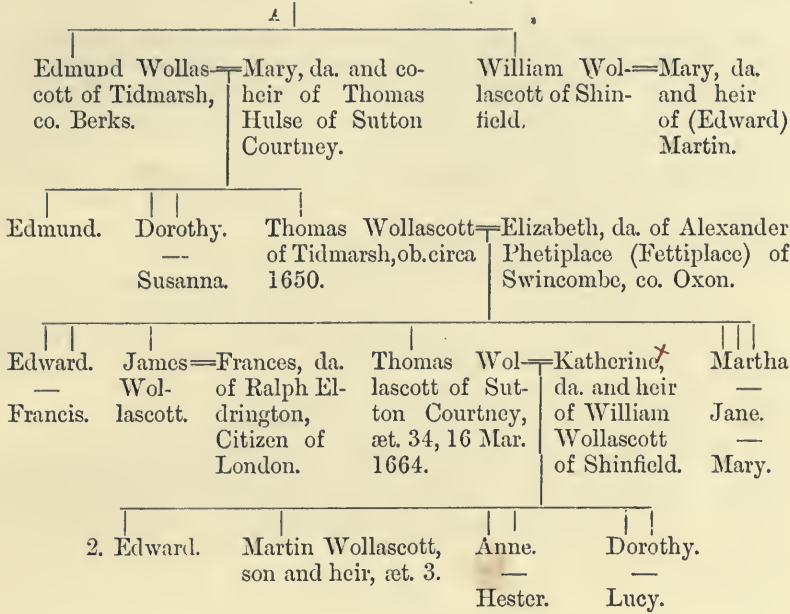 A
Edmund Wollas-
cott of Tidmarsh,
co. Berks.
Mary, da. and co-
heir of Thomas
Hulse of Sutton
Courtney.
William Wol-
lascott of Shin-
field.
Mary, da.
and heir
of (Edward)
Martin.
Edmund.
Dorothy.
—
Susanna.
Thomas Wollascott
of Tidmarsh, ob. circa
1650.
Elizabeth, da. of Alexander
Phetiplace (Fettiplace) of
Swincombe, co. Oxon.
Edward.
—
Francis.
James
Wol-
lascott.
Frances, da.
of Ralph El-
drington,
Citizen of
London.
Thomas Wol-
lascott of Sut-
ton Courtney,
æt. 34, 16 Mar.
1664.
Katherine,
da. and heir
of William
Wollascott
of Shinfield.
Martha
—
Jane.
—
Mary.
2. Edward.
Martin Wollascott,
son and heir, æt. 3.
Anne.
—
Hester.
Dorothy.
—
Lucy.